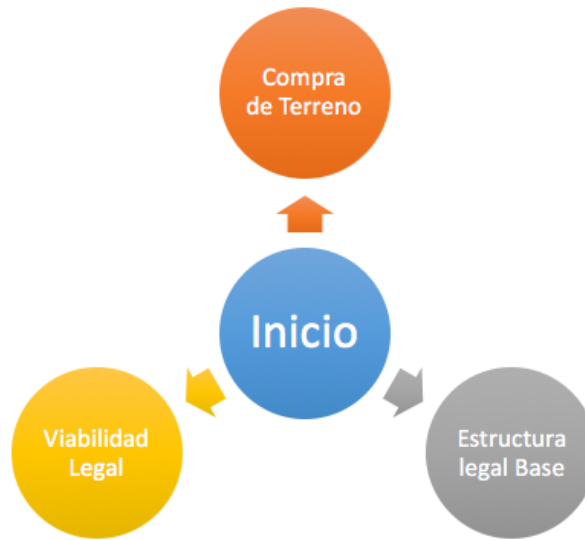 Compra
de Terreno
Inicio
Viabilidad
Legal
Estructura
legal Base